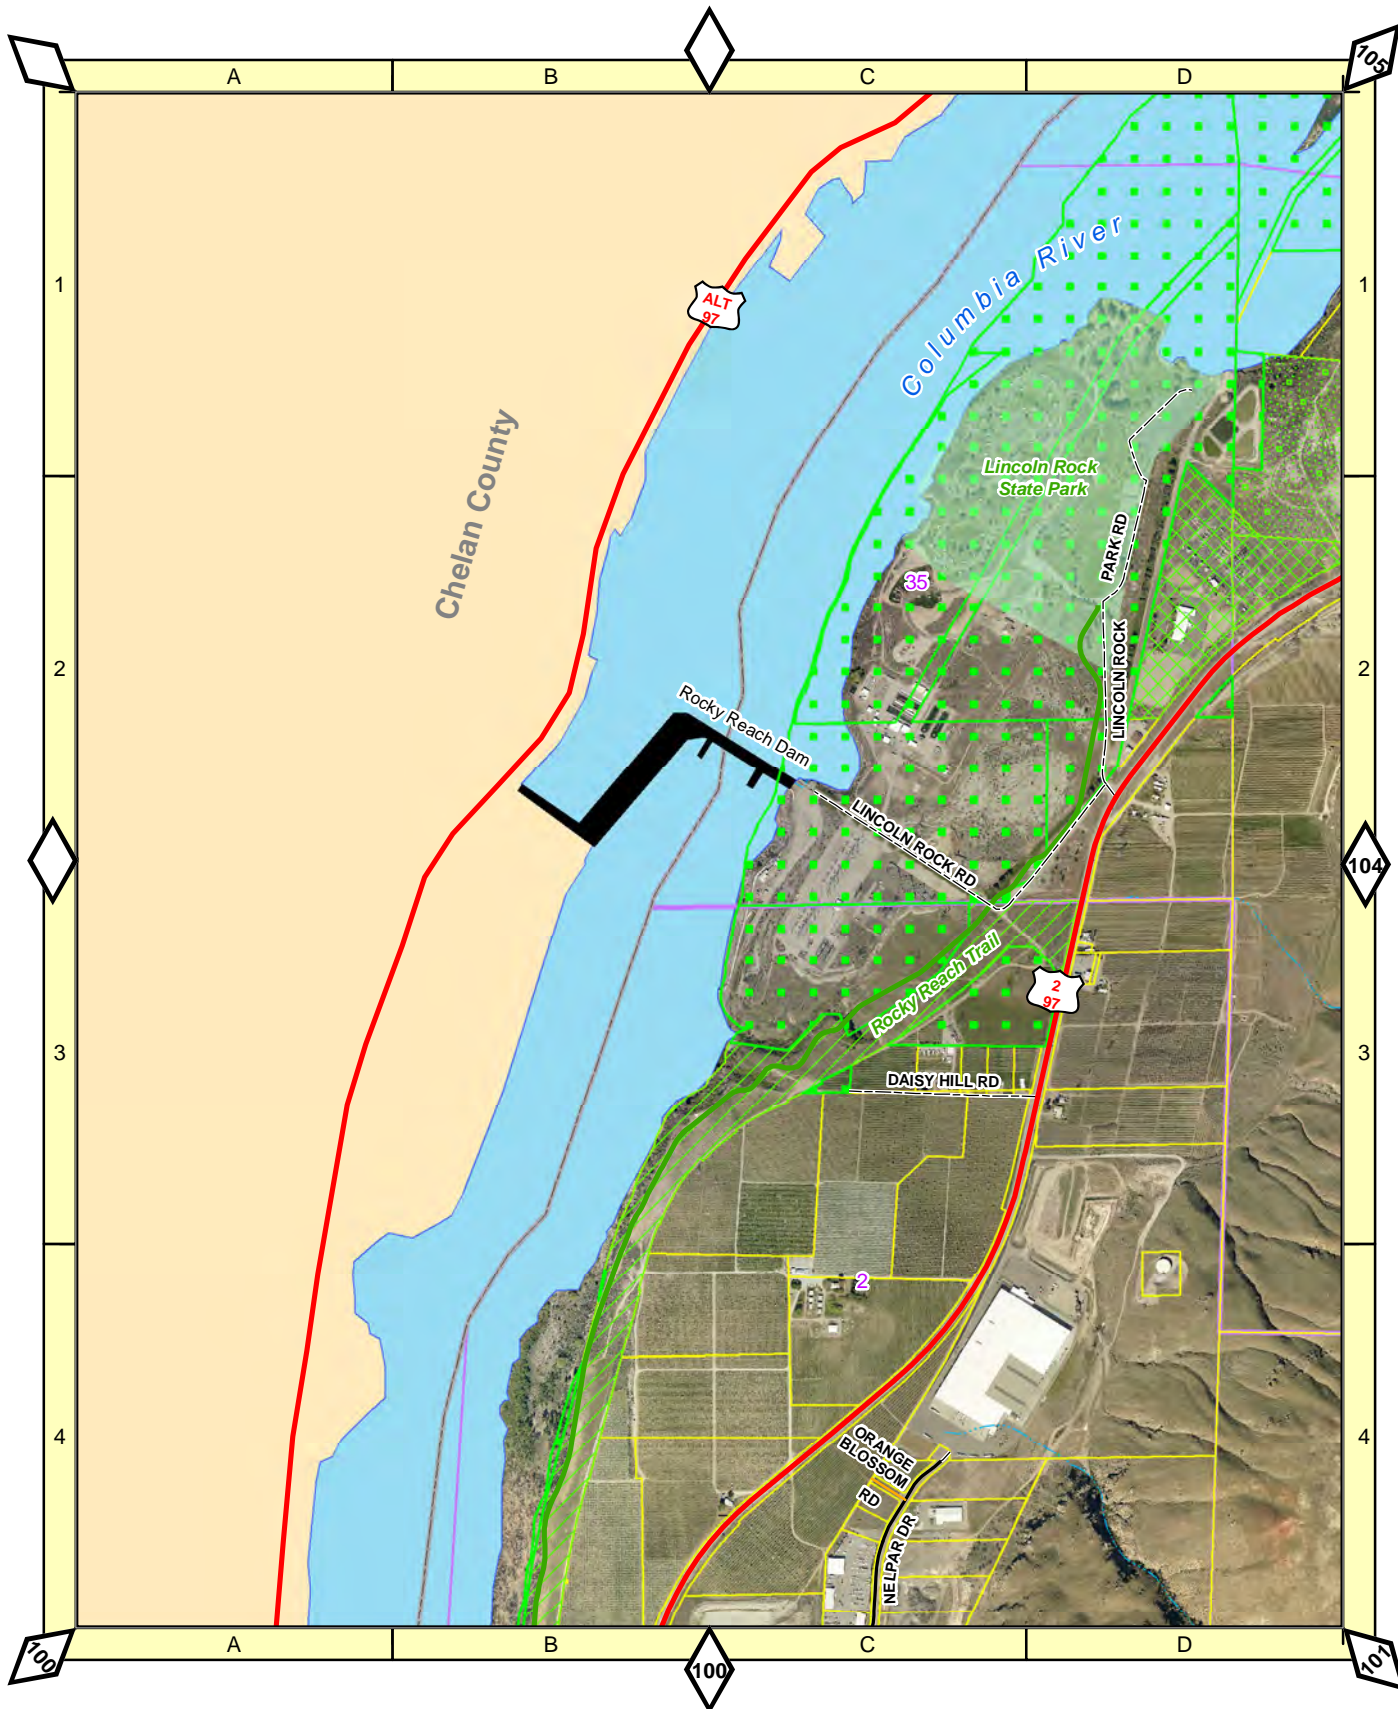 105
A
B
C
D
1
1
ALT
97
Columbia River
Chelan County
Lincoln Rock
State Park
PARK RD
35
LINCOLN ROCK
2
2
Rocky Reach Dam
LINCOLN ROCK RD
104
Rocky Reach Trail
2
97
3
3
DAISY HILL RD
2
4
4
ORANGE
BLOSSOM
RD
NELPAR DR
A
B
C
D
100
100
101